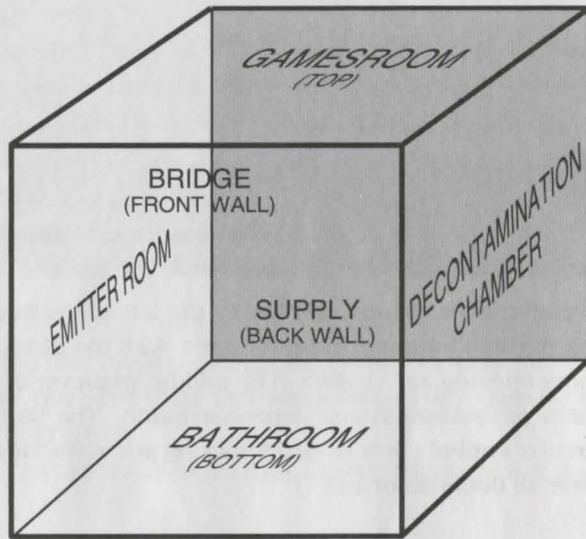 GAMESROOM
(TOP)
BRIDGE
(FRONT WALL)
EMITTER ROOM
DECONTAMINATION
CHAMBER
SUPPLY
(BACK WALL)
BATHROOM
(BOTTOM)